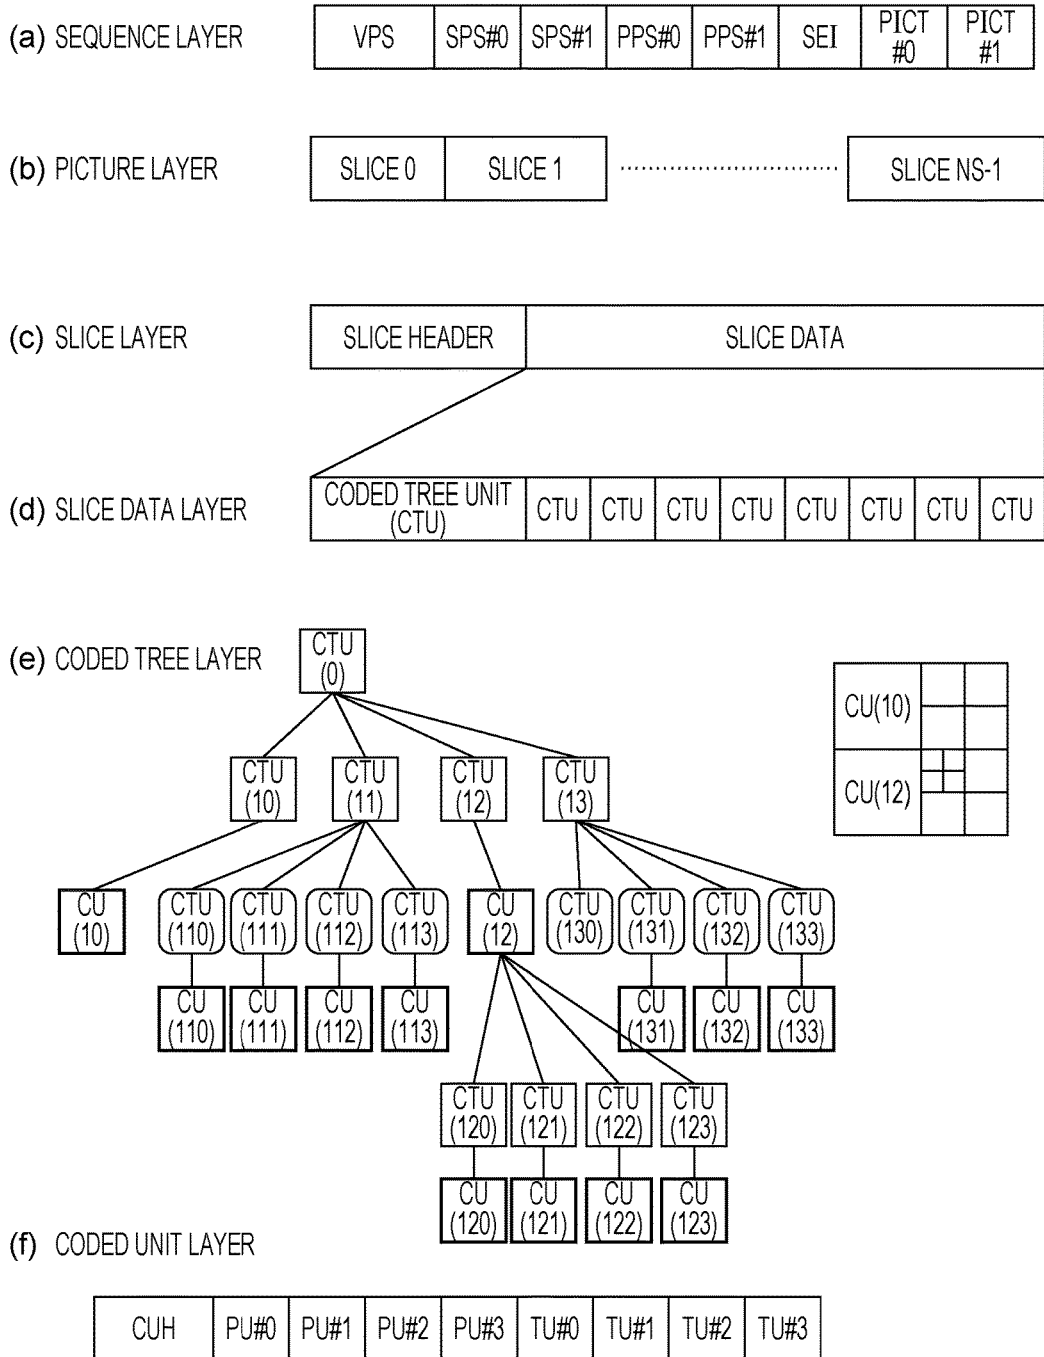 (a) SEQUENCE LAYER
VPS
SPS#0
SPS#1
PPS#0
PPS#1
SEI
PICT
#0
PICT
#1
(b) PICTURE LAYER
SLICE 0
SLICE 1
SLICE NS-1
(c) SLICE LAYER
SLICE HEADER
SLICE DATA
(d) SLICE DATA LAYER
CODED TREE UNIT
(CTU)
CTU
CTU
CTU
CTU
CTU
CTU
CTU
CTU
(e) CODED TREE LAYER
CTU
(0)
CU(10)
CU(12)
CTU
(10)
CTU
(11)
CTU
(12)
CTU
(13)
CU
(10)
CTU
(110)
CTU
(111)
CTU
(112)
CTU
(113)
CU
(12)
CTU
(130)
CTU
(131)
CTU
(132)
CTU
(133)
CU
(110)
CU
(111)
CU
(112)
CU
(113)
CU
(131)
CU
(132)
CU
(133)
CTU
(120)
CTU
(121)
CTU
(122)
CTU
(123)
CU
(120)
CU
(121)
CU
(122)
CU
(123)
(f) CODED UNIT LAYER
CUH
PU#0
PU#1
PU#2
PU#3
TU#0
TU#1
TU#2
TU#3